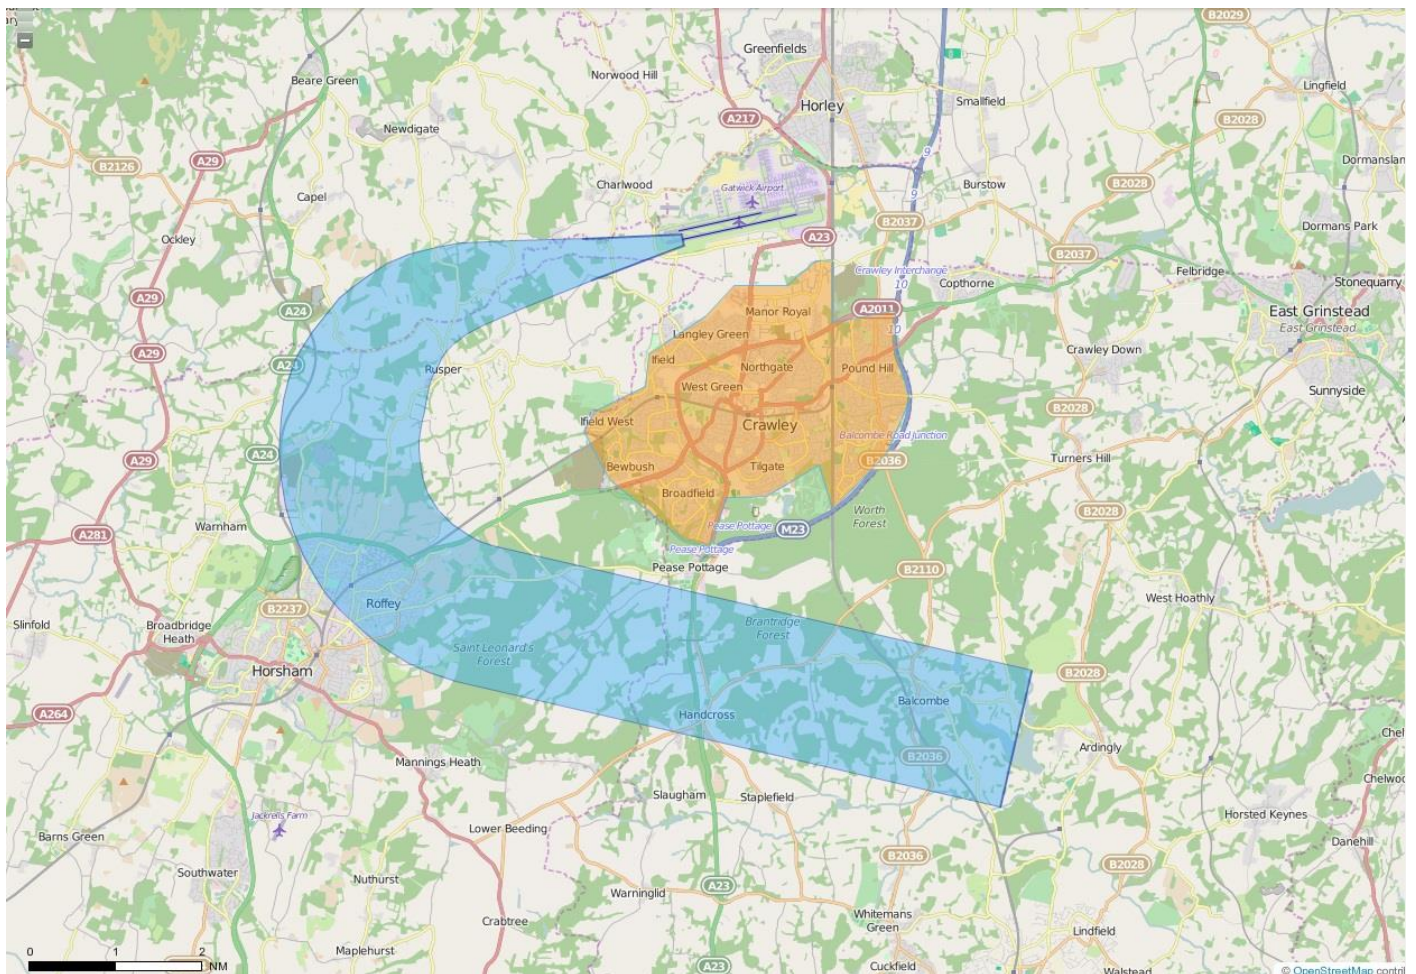 B2029
Greenfields
Norwood Hill
Lingfield
Beare Green
Smallfield
Horley
A217
B2028
Newdigate
9
A29
Dormansland
B2126
Charlwood
Gatwick Airport
Burstow
B2028
Capel
9
B2037
Dormans Park
Ockley
A23
B2037
Crawley Interchange
Felbridge
10
Copthorne
Stonequarry
A29
A24
Manor Royal
A2011
East Grinstead
East Grinstead
10
Langley Green
Crawley Down
A29
Ifield
A24
Rusper
Northgate
Pound Hill
West Green
Sunnyside
B2028
Ifield West
Crawley
Balcombe Road Junction
A24
A29
B2036
Turners Hill
Bewbush
Tilgate
Broadfield
Worth
Forest
B2028
Warnham
Pease Pottage
M23
A281
Pease Pottage
Pease Pottage
B2110
West Hoathly
B2237
Roffey
Slinfold
Broadbridge
Heath
Brantridge
Forest
Saint Leonard's
Forest
Horsham
B2028
Balcombe
A264
Handcross
Ardingly
B2036
Mannings Heath
Slaugham
Staplefield
Jackrells Farm
Horsted Keynes
Barns Green
Lower Beeding
Danehill
B2036
B2028
Southwater
Nuthurst
A23
Warninglid
Whitemans
Green
Crabtree
Lindfield
Maplehurst
0 1 2 NM
A23
Cuckfield
Walstead
© OpenStreetMap contri